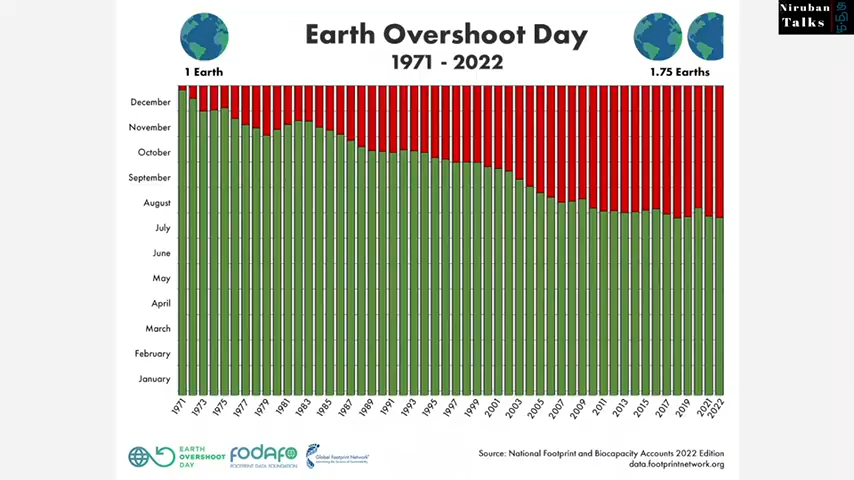 Niruban
Talks
தமிழ்
Earth Overshoot Day
1971 - 2022
1 Earth
1.75 Earths
December
November
October
September
August
July
June
May
April
March
February
January
1971
1973
1975
1977
1979
1981
1983
1985
1987
1989
1991
1993
1995
1997
1999
2001
2003
2005
2007
2009
2011
2013
2015
2017
2019
2021
2022
EARTH
OVERSHOOT
DAY
FODAFO
FOOTPRINT DATA FOUNDATION
Global Footprint Network
Source: National Footprint and Biocapacity Accounts 2022 Edition
data.footprintnetwork.org